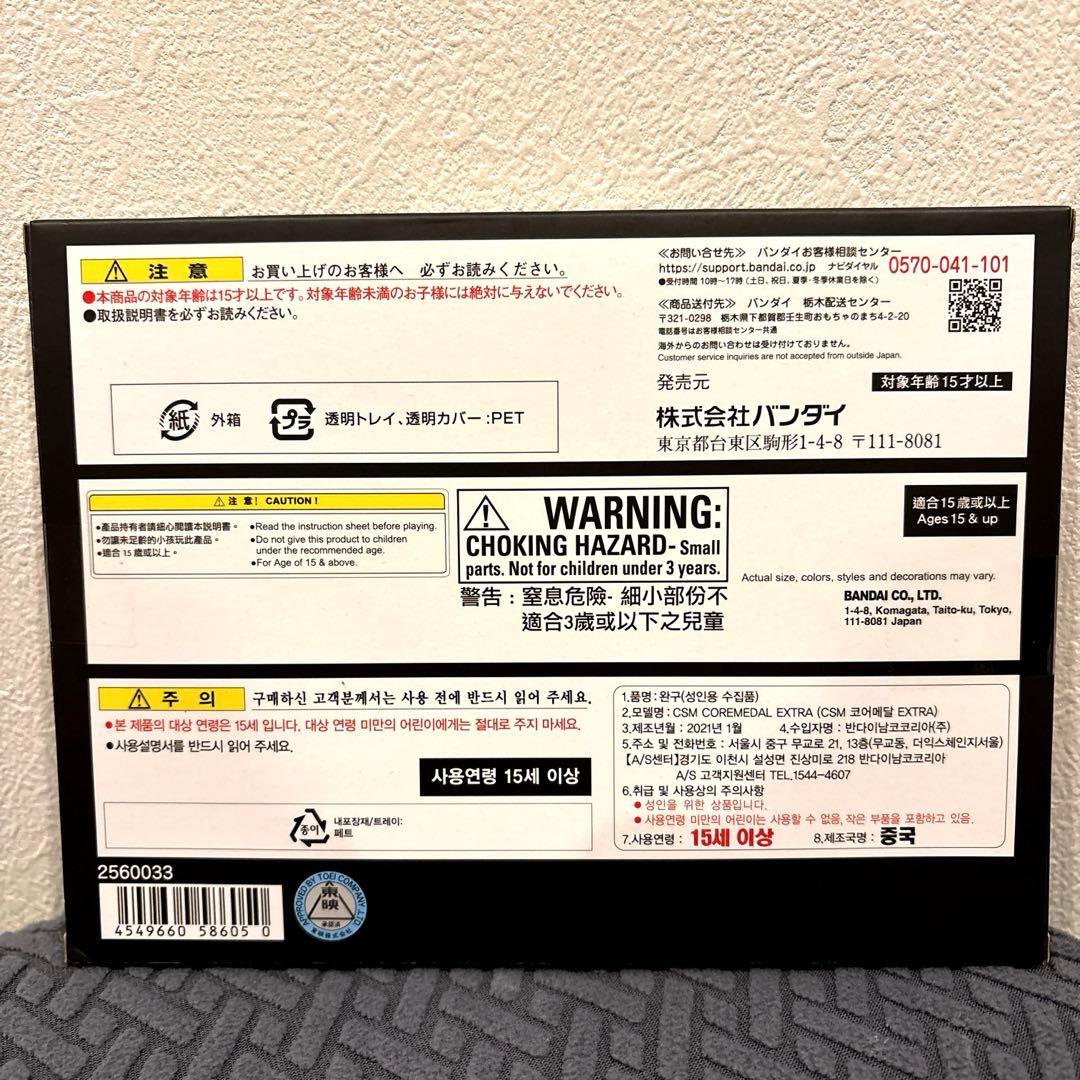 注意 お買い上げのお客様へ 必ずお読みください。
●本商品の対象年齢は15才以上です。対象年齢未満のお子様には絶対に与えないでください。
●取扱説明書を必ずお読みください。
紙 外箱 プラ 透明トレイ、透明カバー:PET
≪お問い合せ先≫ バンダイお客様相談センター
https://support.bandai.co.jp ナビダイヤル 0570-041-101
●受付時間 10時〜17時 (土日、祝日、夏季・冬季休業日を除く)
≪商品送付先≫ バンダイ 栃木配送センター
〒321-0298 栃木県下都賀郡壬生町おもちゃのまち4-2-20
電話番号はお客様相談センター共通
海外からのお問い合わせは受け付けておりません。
Customer service inquiries are not accepted from outside Japan.
発売元 対象年齢15才以上
株式会社バンダイ
東京都台東区駒形1-4-8 〒111-8081
注意! CAUTION!
●產品持有者請細心閱讀本説明書。
●勿讓未足齡的小孩玩此產品。
●適合 15 歲或以上。
●Read the instruction sheet before playing.
●Do not give this product to children
under the recommended age.
●For Age of 15 & above.
WARNING:
CHOKING HAZARD- Small
parts. Not for children under 3 years.
警告:窒息危險- 細小部份不
適合3歲或以下之兒童
適合15歲或以上
Ages 15 & up
Actual size, colors, styles and decorations may vary.
BANDAI CO., LTD.
1-4-8, Komagata, Taito-ku, Tokyo,
111-8081 Japan
주 의 구매하신 고객분께서는 사용 전에 반드시 읽어 주세요.
●본 제품의 대상 연령은 15세 입니다. 대상 연령 미만의 어린이에게는 절대로 주지 마세요.
●사용설명서를 반드시 읽어 주세요.
사용연령 15세 이상
종이 내포장재/트레이:
페트
1.품명:완구(성인용 수집품)
2.모델명:CSM COREMEDAL EXTRA (CSM 코어메달 EXTRA)
3.제조년월:2021년 1월 4.수입자명:반다이남코코리아(주)
5.주소 및 전화번호:서울시 중구 무교로 21, 13층(무교동, 더익스체인지서울)
【A/S센터】경기도 이천시 설성면 진상미로 218 반다이남코코리아
A/S 고객지원센터 TEL.1544-4607
6.취급 및 사용상의 주의사항
●성인을 위한 상품입니다.
●사용연령 미만의 어린이는 사용할 수 없음, 작은 부품을 포함하고 있음.
7.사용연령: 15세 이상 8.제조국명: 중국
2560033
4549660 58605 0
APPROVED BY TOEI COMPANY, LTD.
東映
承認済